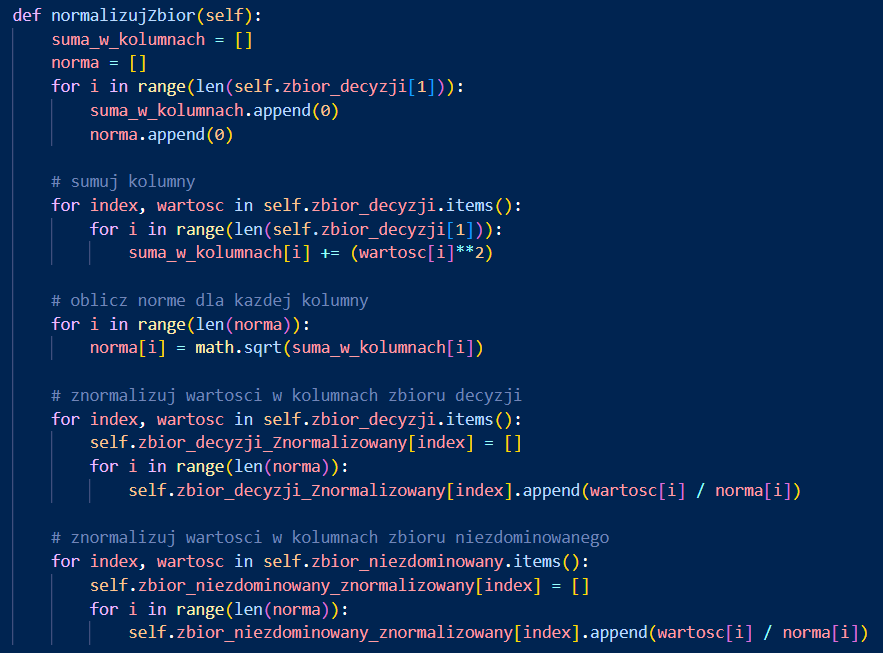 def normalizujZbior(self):
    suma_w_kolumnach = []
    norma = []
    for i in range(len(self.zbior_decyzji[1])):
        suma_w_kolumnach.append(0)
        norma.append(0)

    # sumuj kolumny
    for index, wartosc in self.zbior_decyzji.items():
        for i in range(len(self.zbior_decyzji[1])):
            suma_w_kolumnach[i] += (wartosc[i]**2)

    # oblicz norme dla kazdej kolumny
    for i in range(len(norma)):
        norma[i] = math.sqrt(suma_w_kolumnach[i])

    # znormalizuj wartosci w kolumnach zbioru decyzji
    for index, wartosc in self.zbior_decyzji.items():
        self.zbior_decyzji_Znormalizowany[index] = []
        for i in range(len(norma)):
            self.zbior_decyzji_Znormalizowany[index].append(wartosc[i] / norma[i])

    # znormalizuj wartosci w kolumnach zbioru niezdominowanego
    for index, wartosc in self.zbior_niezdominowany.items():
        self.zbior_niezdominowany_znormalizowany[index] = []
        for i in range(len(norma)):
            self.zbior_niezdominowany_znormalizowany[index].append(wartosc[i] / norma[i])